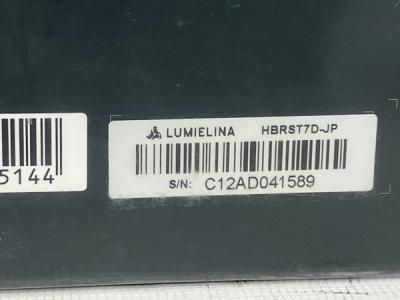 LUMIELINA HBRST7D-JP
S/N: C12AD041589
5144